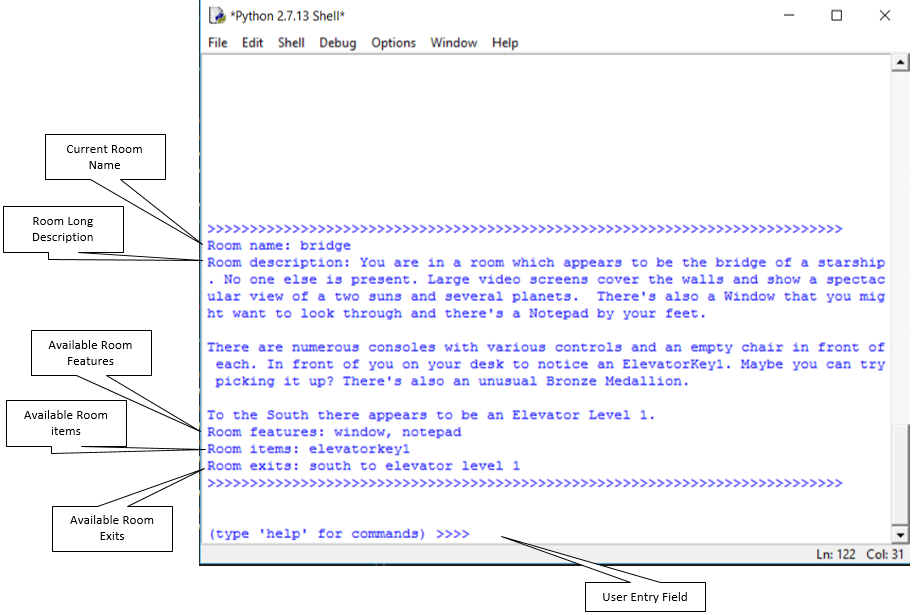 *Python 2.7.13 Shell*
File Edit Shell Debug Options Window Help
Current Room
Name
Room Long
Description
>>>>>>>>>>>>>>>>>>>>>>>>>>>>>>>>>>>>>>>>>>>>>>>>>>>>>>>>>>>>>>>>>>>>>>>>>>>
Room name: bridge
Room description: You are in a room which appears to be the bridge of a starship
. No one else is present. Large video screens cover the walls and show a spectac
ular view of a two suns and several planets.  There's also a Window that you mig
ht want to look through and there's a Notepad by your feet.
There are numerous consoles with various controls and an empty chair in front of
each. In front of you on your desk to notice an ElevatorKey1. Maybe you can try
picking it up? There's also an unusual Bronze Medallion.
To the South there appears to be an Elevator Level 1.
Available Room
Features
Room features: window, notepad
Available Room
items
Room items: elevatorkey1
Room exits: south to elevator level 1
>>>>>>>>>>>>>>>>>>>>>>>>>>>>>>>>>>>>>>>>>>>>>>>>>>>>>>>>>>>>>>>>>>>>>>>>>>>
Available Room
Exits
(type 'help' for commands) >>>>
Ln: 122 Col: 31
User Entry Field